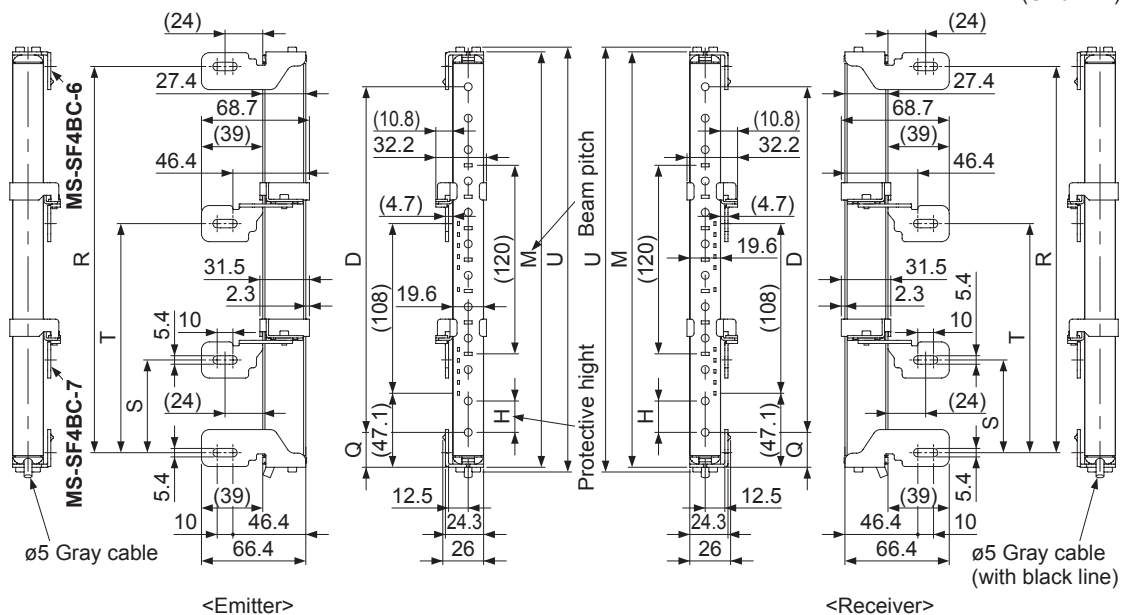 (24)
27.4
68.7
(39)
46.4
MS-SF4BC-6
R
31.5
2.3
10
5.4
T
S
MS-SF4BC-7
(24)
5.4
(39)
10
46.4
66.4
ø5 Gray cable
<Emitter>
(10.8)
32.2
(4.7)
D
(120)
M
U
Beam pitch
19.6
(108)
H
Protective hight
(47.1)
Q
12.5
24.3
26
U
M
(120)
(10.8)
32.2
(4.7)
D
19.6
(108)
H
(47.1)
Q
12.5
24.3
26
(24)
27.4
68.7
(39)
46.4
R
31.5
2.3
10
5.4
T
S
(24)
5.4
(39)
46.4
10
66.4
ø5 Gray cable
(with black line)
<Receiver>